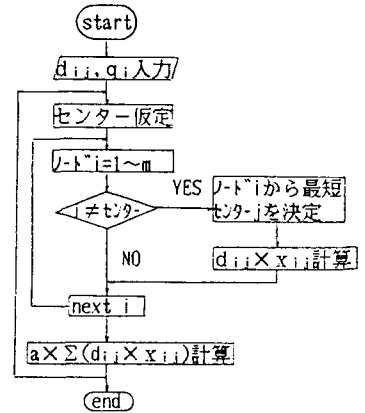 start
dij,qi入力
センター仮定
ノードi=1～m
i≠センター
YES
ノードiから最短
センターjを決定
NO
dij×xij計算
next i
a×Σ(dij×xij)計算
end